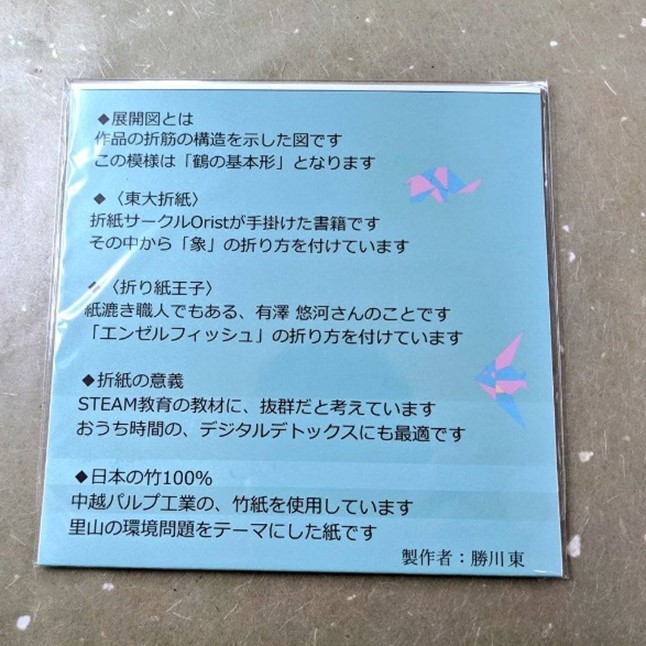 ◆展開図とは
作品の折筋の構造を示した図です
この模様は「鶴の基本形」となります
◆〈東大折紙〉
折紙サークルOristが手掛けた書籍です
その中から「象」の折り方を付けています
◆〈折り紙王子〉
紙漉き職人でもある、有澤 悠河さんのことです
「エンゼルフィッシュ」の折り方を付けています
◆折紙の意義
STEAM教育の教材に、抜群だと考えています
おうち時間の、デジタルデトックスにも最適です
◆日本の竹100%
中越パルプ工業の、竹紙を使用しています
里山の環境問題をテーマにした紙です
製作者：勝川東